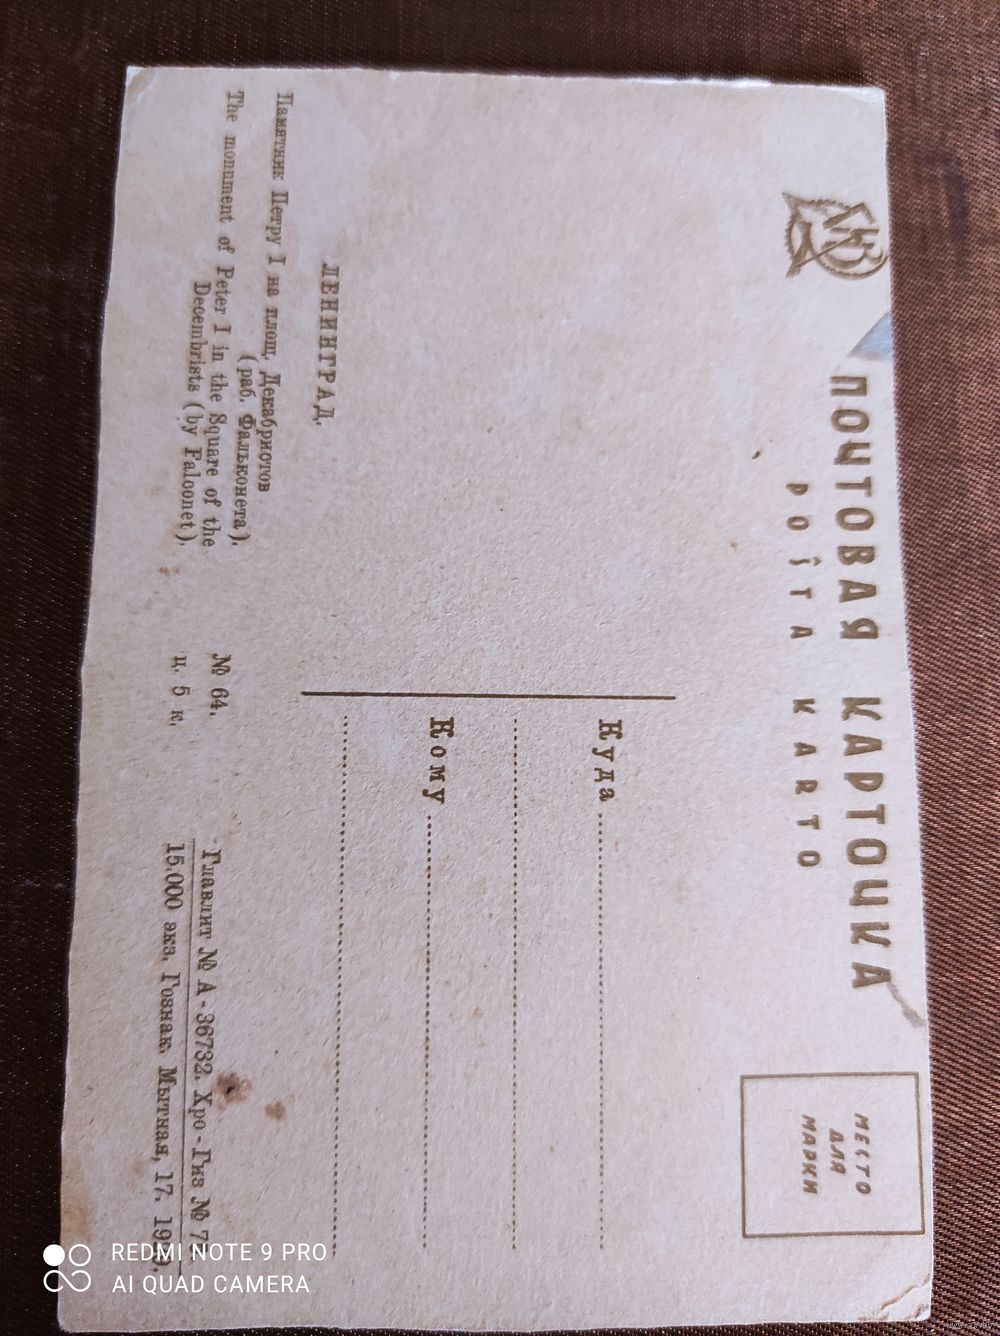 ПОЧТОВАЯ КАРТОЧКА
POŜTA KARTO
МЕСТО
ДЛЯ
МАРКИ
Куда
Кому
ЛЕНИНГРАД.
Памятник Петру I на площ. Декабристов
(раб. Фальконета).
The monument of Peter I in the Square of the
Decembrists (by Falconet).
№ 64.
ц. 5 к.
Главлит № А-36732. Хро-Гиз №
15.000 экз. Гознак. Мытная, 17.
REDMI NOTE 9 PRO
AI QUAD CAMERA